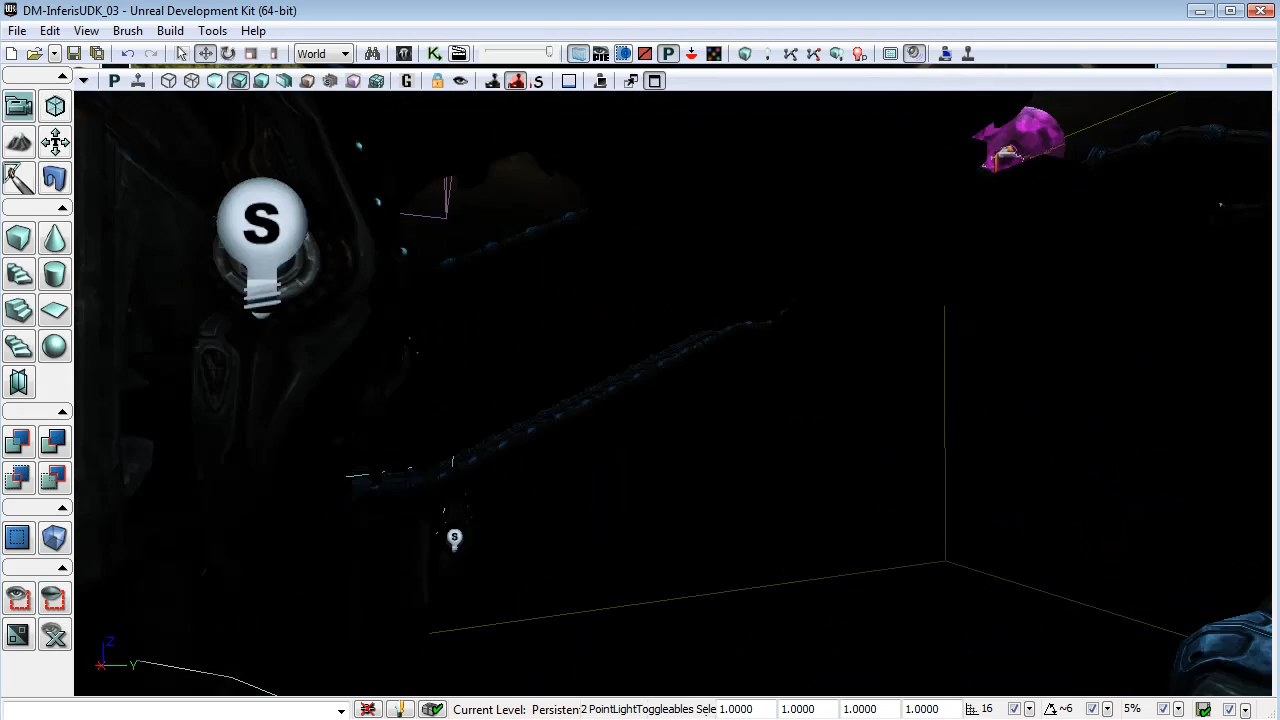 DM-InferisUDK_03 - Unreal Development Kit (64-bit)
File Edit View Brush Build Tools Help
World PIE P
P G S
S
S
Z
X Y
Current Level: Persisten 2 PointLightToggleables Sele 1.0000 1.0000 1.0000 1.0000 16 ~6 5%